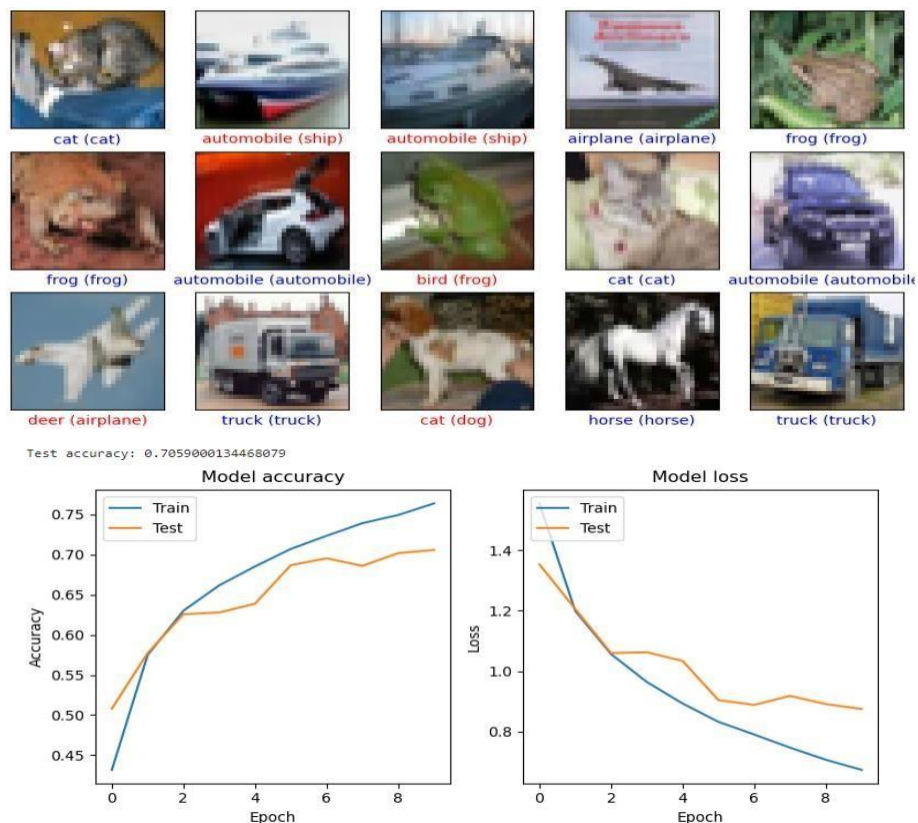 cat (cat) automobile (ship) automobile (ship) airplane (airplane) frog (frog)
frog (frog) automobile (automobile) bird (frog) cat (cat) automobile (automobile
deer (airplane) truck (truck) cat (dog) horse (horse) truck (truck)
Test accuracy: 0.7059000134468079
Model accuracy
Train
Test
0.75
0.70
0.65
0.60
0.55
0.50
0.45
Accuracy
0 2 4 6 8
Epoch
Model loss
Train
Test
1.4
1.2
1.0
0.8
Loss
0 2 4 6 8
Epoch